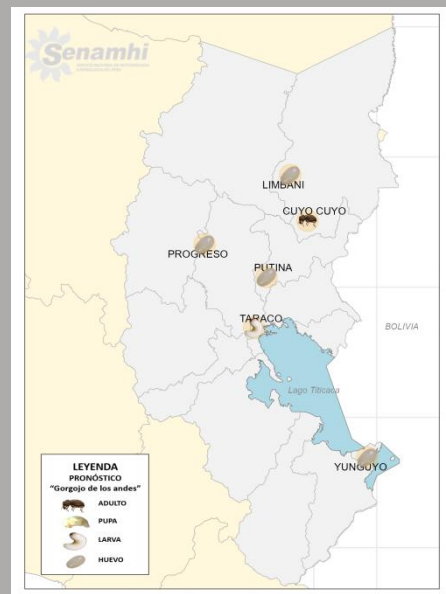 Senamhi
LIMBANI
CUYO CUYO
PROGRESO
PUTINA
TARACO
BOLIVIA
Lago Titicaca
YUNGUYO
LEYENDA
PRONÓSTICO
"Gorgojo de los andes"
ADULTO
PUPA
LARVA
HUEVO